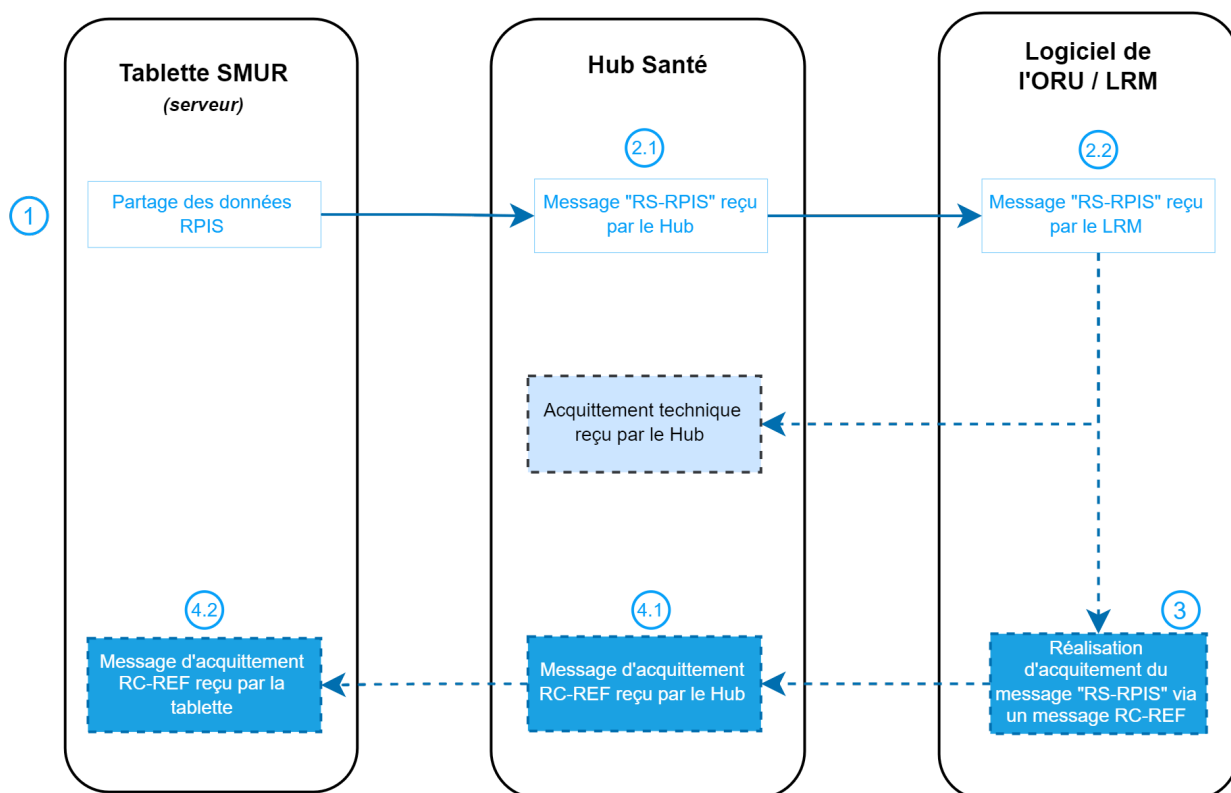 Tablette SMUR
(serveur)
Hub Santé
Logiciel de
l'ORU / LRM
1
Partage des données
RPIS
2.1
Message "RS-RPIS" reçu
par le Hub
2.2
Message "RS-RPIS" reçu
par le LRM
Acquittement technique
reçu par le Hub
4.2
Message d'acquittement
RC-REF reçu par la
tablette
4.1
Message d'acquittement
RC-REF reçu par le Hub
3
Réalisation
d'acquitement du
message "RS-RPIS" via
un message RC-REF